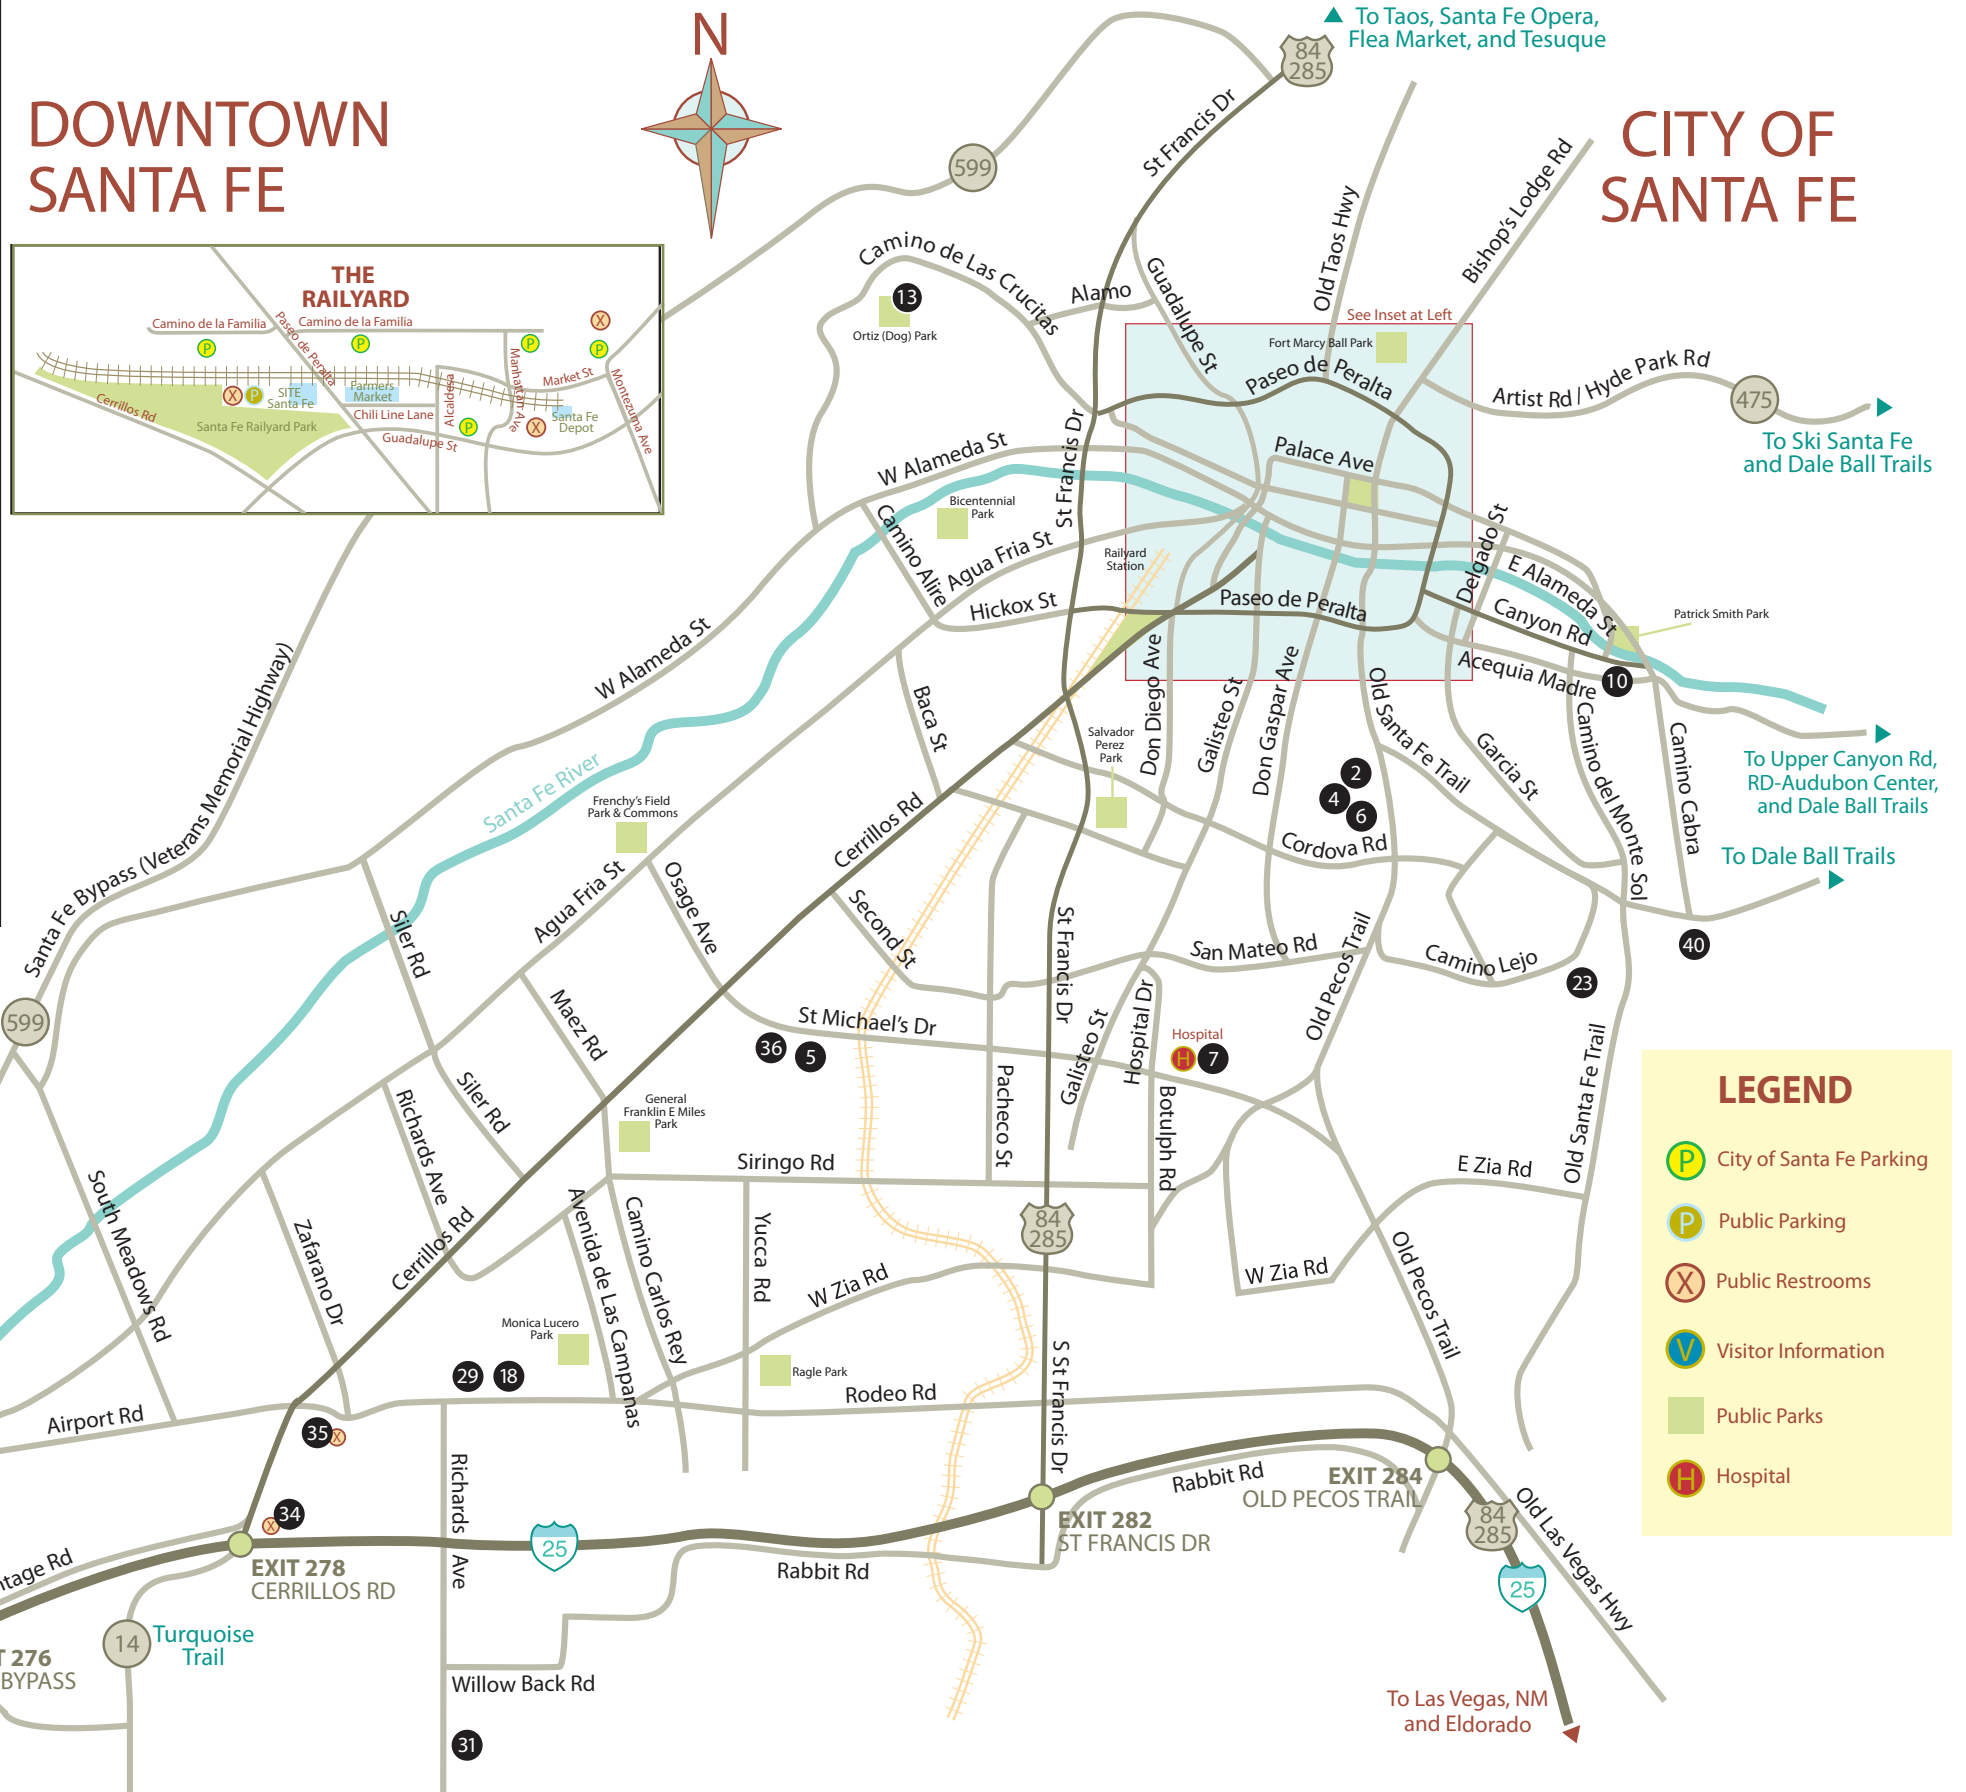 N
DOWNTOWN
SANTA FE
CITY OF
SANTA FE
To Taos, Santa Fe Opera,
Flea Market, and Tesuque
84
285
599
St Francis Dr
Old Taos Hwy
Bishop's Lodge Rd
THE
RAILYARD
Camino de la Familia
Camino de la Familia
Paseo de Peralta
P
P
P
P
X
Manhattan Ave
Market St
Montezuma Ave
X
P
SITE
Santa Fe
Farmers
Market
Alcaldesa
Chili Line Lane
Cerrillos Rd
Santa Fe Railyard Park
Guadalupe St
P
X
Santa Fe
Depot
Camino de Las Crucitas
13
Ortiz (Dog) Park
Alamo
Guadalupe St
See Inset at Left
Fort Marcy Ball Park
Paseo de Peralta
Artist Rd / Hyde Park Rd
475
To Ski Santa Fe
and Dale Ball Trails
W Alameda St
St Francis Dr
Palace Ave
Bicentennial
Park
Camino Alire
Agua Fria St
Railyard
Station
Hickox St
Paseo de Peralta
Delgado St
E Alameda St
Canyon Rd
Patrick Smith Park
Acequia Madre
10
W Alameda St
Santa Fe Bypass (Veterans Memorial Highway)
Baca St
Salvador
Perez
Park
Don Diego Ave
Galisteo St
Don Gaspar Ave
Old Santa Fe Trail
Garcia St
Camino del Monte Sol
Camino Cabra
To Upper Canyon Rd,
RD-Audubon Center,
and Dale Ball Trails
2
4
6
Santa Fe River
Frenchy's Field
Park & Commons
Cerrillos Rd
Cordova Rd
To Dale Ball Trails
Agua Fria St
Osage Ave
Second St
Siler Rd
St Francis Dr
San Mateo Rd
Old Pecos Trail
Camino Lejo
40
23
599
Maez Rd
St Michael's Dr
36
5
Galisteo St
Hospital Dr
Hospital
H
7
Old Santa Fe Trail
Siler Rd
Richards Ave
General
Franklin E Miles
Park
Pacheco St
Botulph Rd
Siringo Rd
E Zia Rd
LEGEND
P
City of Santa Fe Parking
P
Public Parking
X
Public Restrooms
V
Visitor Information
Public Parks
H
Hospital
South Meadows Rd
Zafarano Dr
Cerrillos Rd
Avenida de Las Campanas
Camino Carlos Rey
Yucca Rd
84
285
W Zia Rd
W Zia Rd
Old Pecos Trail
Monica Lucero
Park
Ragle Park
29
18
S St Francis Dr
Rodeo Rd
Airport Rd
35
X
Richards Ave
34
X
EXIT 278
CERRILLOS RD
25
Rabbit Rd
EXIT 282
ST FRANCIS DR
Rabbit Rd
EXIT 284
OLD PECOS TRAIL
84
285
25
Old Las Vegas Hwy
ntage Rd
14
Turquoise
Trail
T 276
BYPASS
Willow Back Rd
31
To Las Vegas, NM
and Eldorado